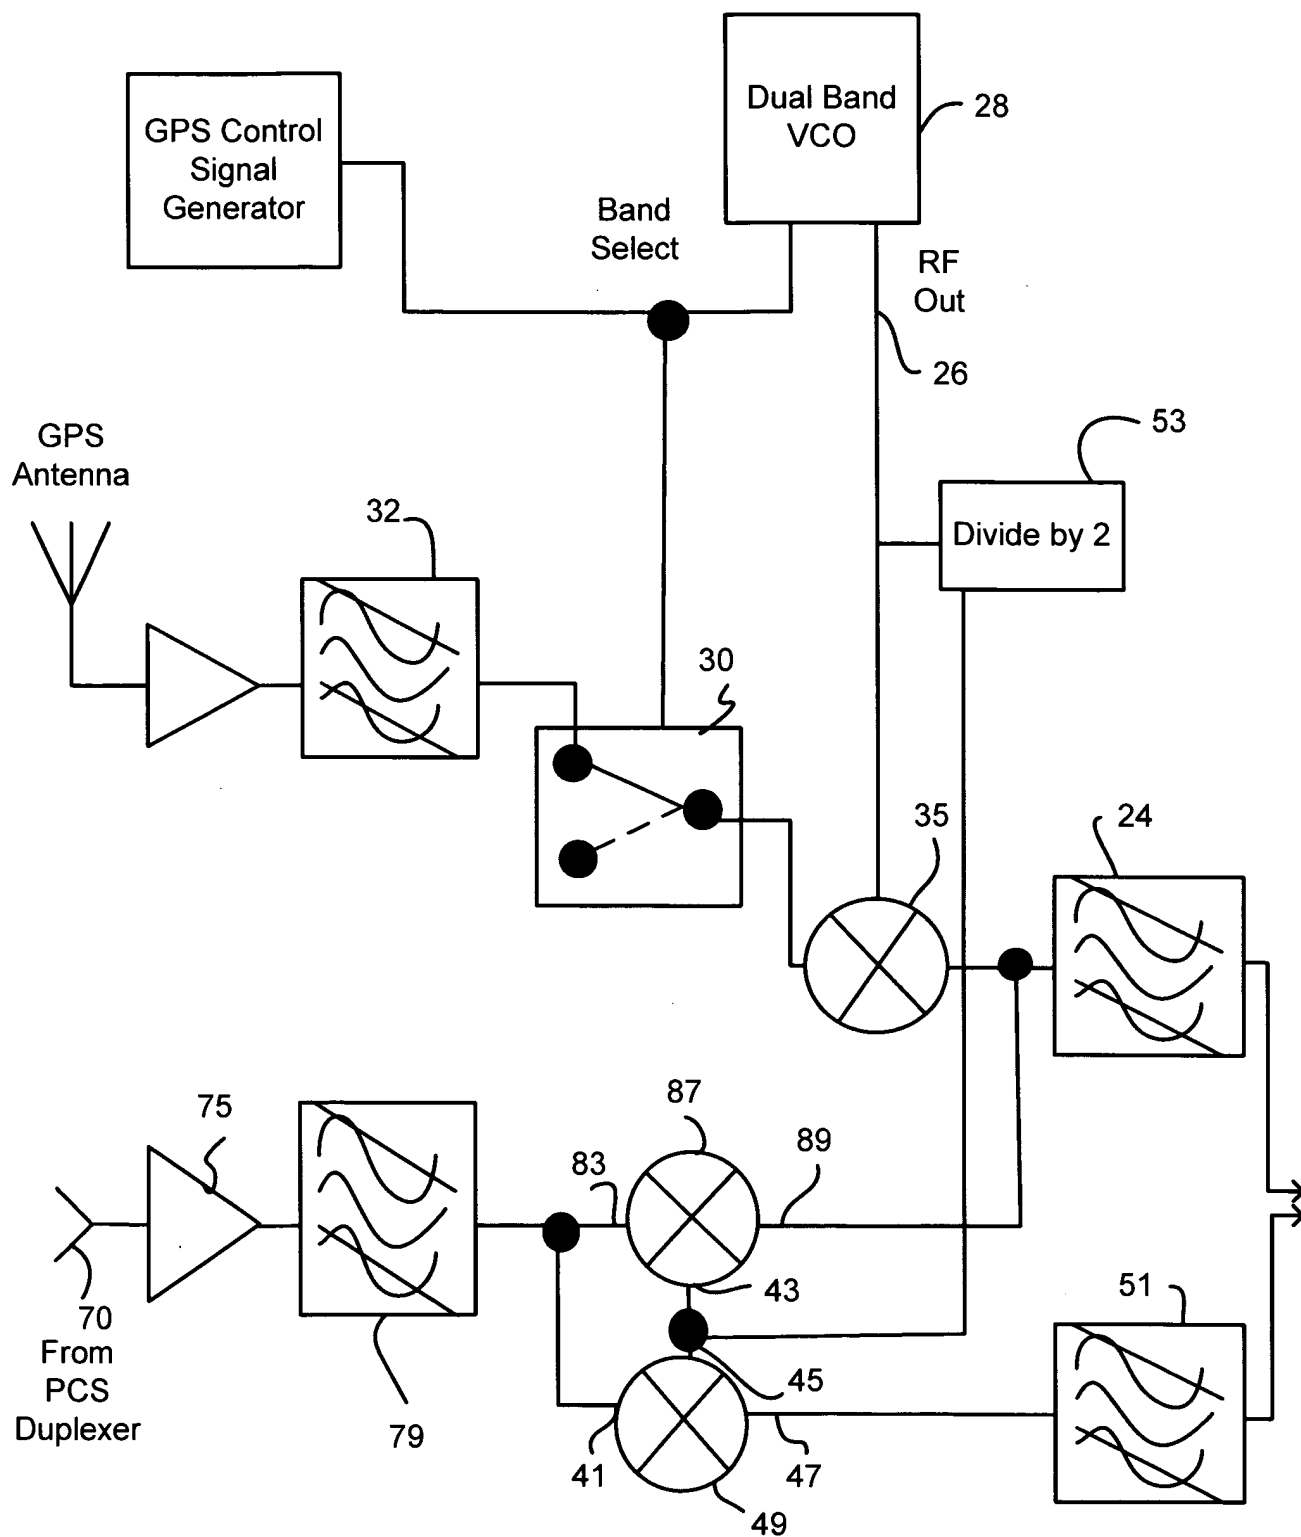 Dual Band
VCO
28
GPS Control
Signal
Generator
Band
Select
RF
Out
26
53
GPS
Antenna
32
Divide by 2
30
35
24
75
87
89
83
70
From
PCS
Duplexer
79
43
51
45
41
47
49